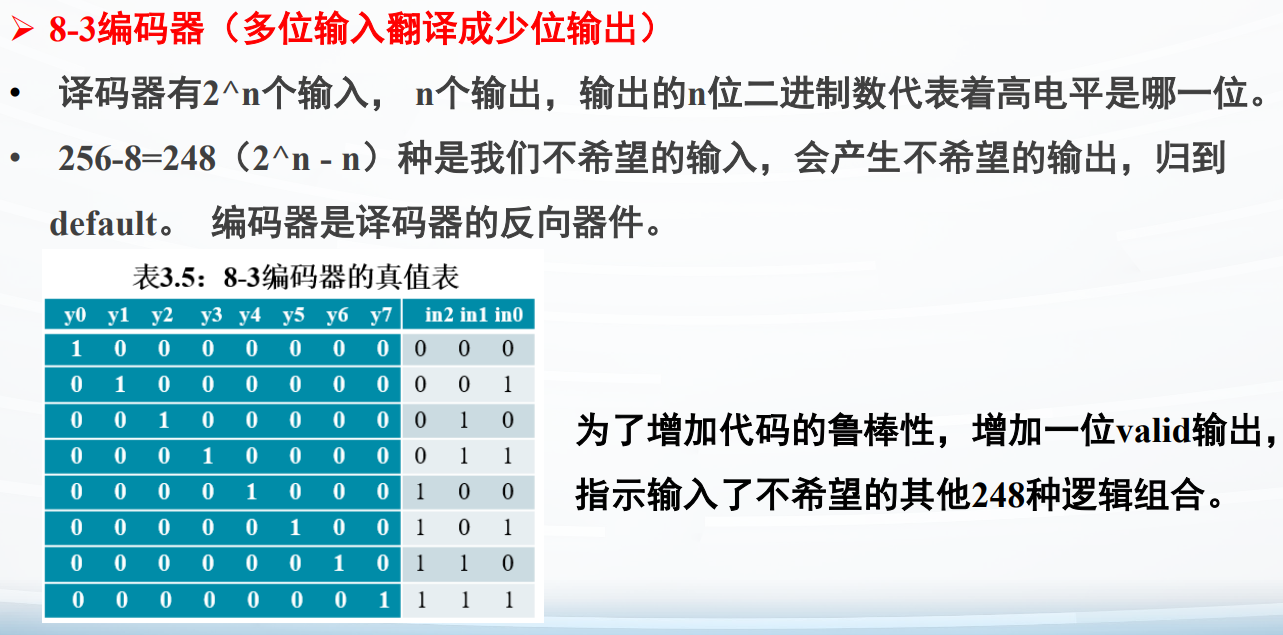 ➢ 8-3编码器（多位输入翻译成少位输出）
• 译码器有2^n个输入， n个输出，输出的n位二进制数代表着高电平是哪一位。
• 256-8=248（2^n - n）种是我们不希望的输入，会产生不希望的输出，归到
default。 编码器是译码器的反向器件。
表3.5：8-3编码器的真值表
y0 y1 y2 y3 y4 y5 y6 y7 in2 in1 in0
1 0 0 0 0 0 0 0 0 0 0
0 1 0 0 0 0 0 0 0 0 1
0 0 1 0 0 0 0 0 0 1 0
0 0 0 1 0 0 0 0 0 1 1
0 0 0 0 1 0 0 0 1 0 0
0 0 0 0 0 1 0 0 1 0 1
0 0 0 0 0 0 1 0 1 1 0
0 0 0 0 0 0 0 1 1 1 1
为了增加代码的鲁棒性，增加一位valid输出，
指示输入了不希望的其他248种逻辑组合。